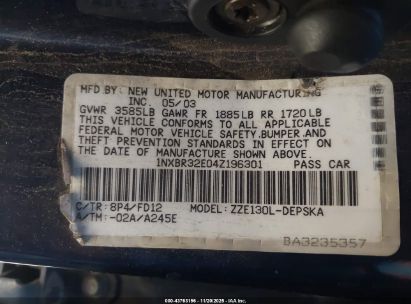 MFD BY: NEW UNITED MOTOR MANUFACTURING
INC. 05/03
GVWR 3585LB GAWR FR 1885LB RR 1720LB
THIS VEHICLE CONFORMS TO ALL APPLICABLE
FEDERAL MOTOR VEHICLE SAFETY,BUMPER,AND
THEFT PREVENTION STANDARDS IN EFFECT ON
THE DATE OF MANUFACTURE SHOWN ABOVE.
1NXBR32E04Z196301 PASS CAR
C/TR: 8P4/FD12 MODEL: ZZE130L-DEPSKA
A/TM: -02A/A245E
BA3235357
000-43763196 - 11/20/2025 - IAA Inc.